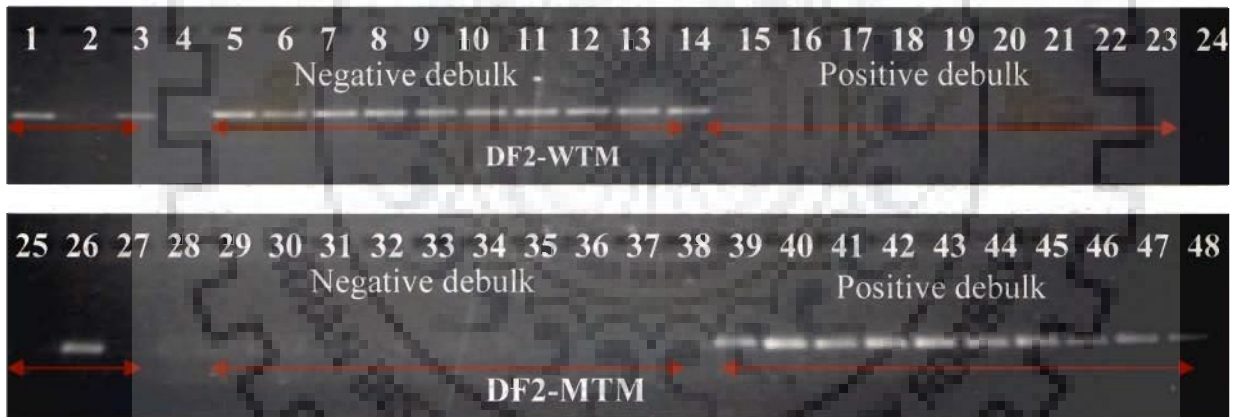 1 2 3 4 5 6 7 8 9 10 11 12 13 14 15 16 17 18 19 20 21 22 23 24
Negative debulk Positive debulk
DF2-WTM
25 26 27 28 29 30 31 32 33 34 35 36 37 38 39 40 41 42 43 44 45 46 47 48
Negative debulk Positive debulk
DF2-MTM